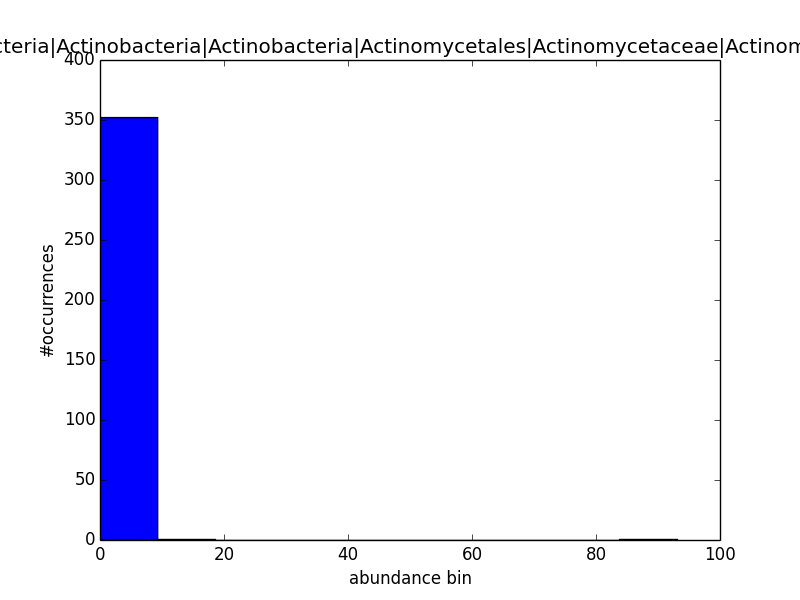 cteria|Actinobacteria|Actinobacteria|Actinomycetales|Actinomycetaceae|Actinom
400
350
300
250
200
150
100
50
0
#occurrences
0 20 40 60 80 100
abundance bin